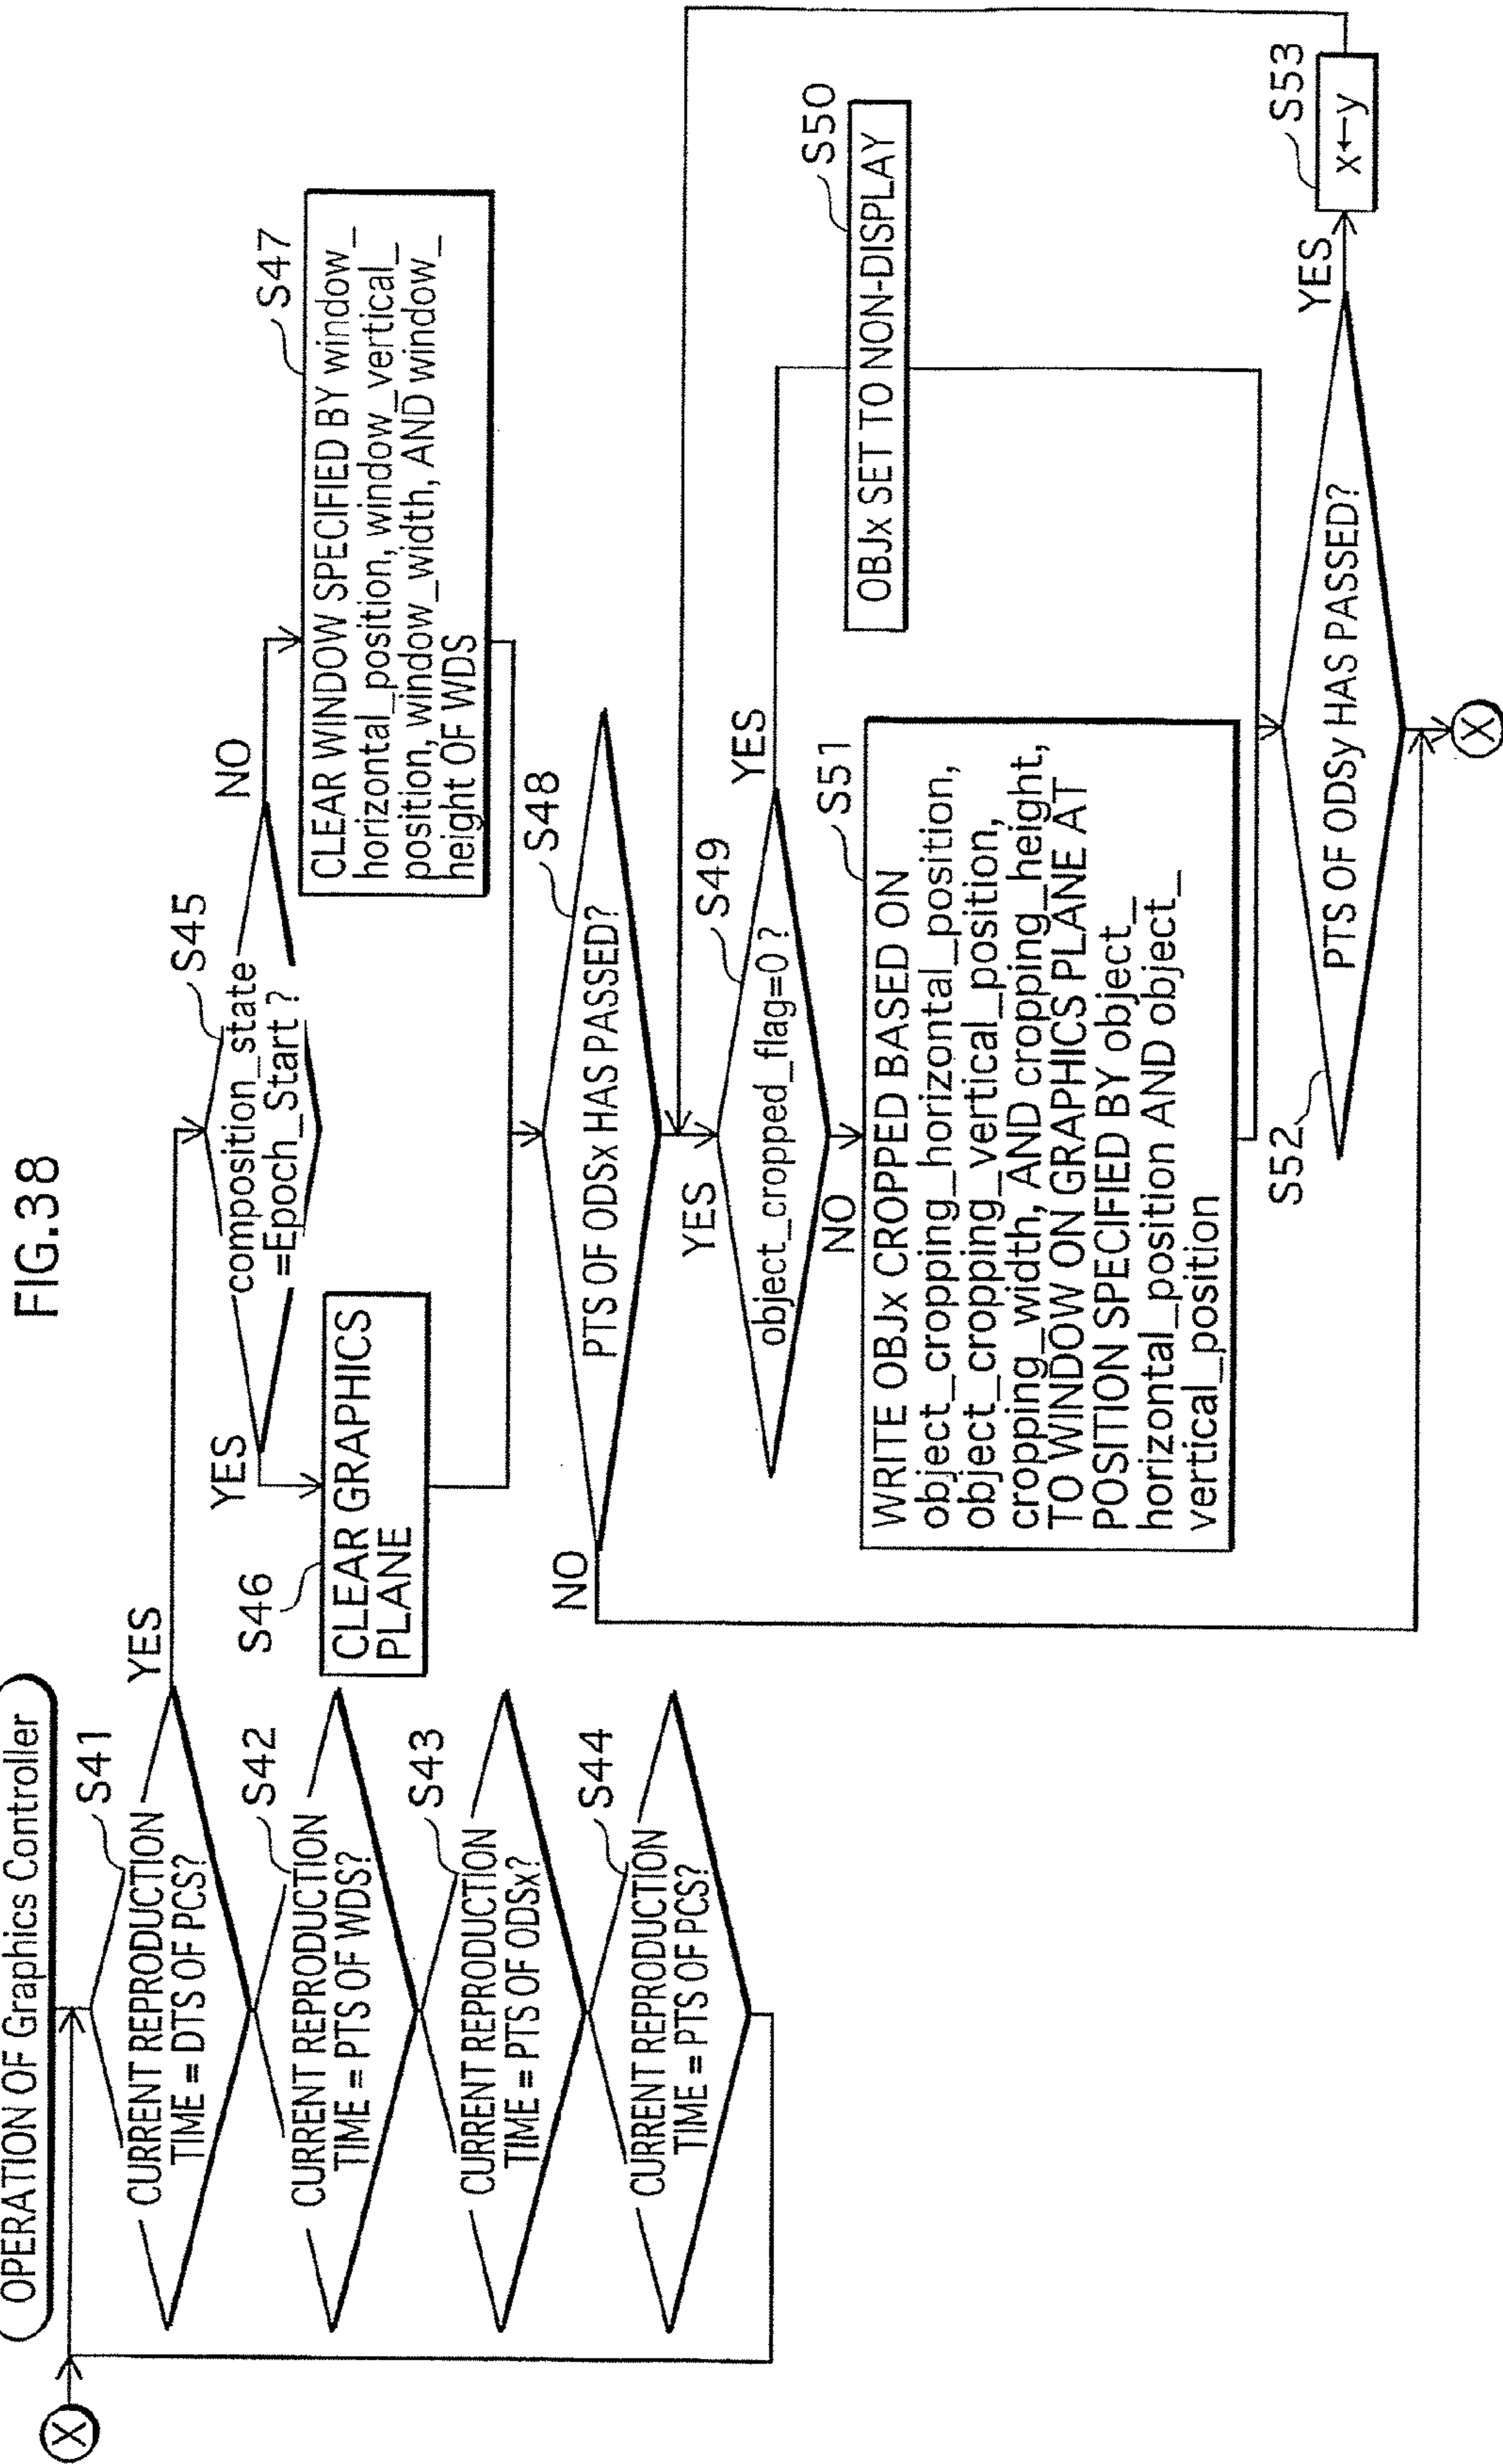 FIG.38
OPERATION OF Graphics Controller
X
S41
CURRENT REPRODUCTION
TIME = DTS OF PCS?
YES
S42
CURRENT REPRODUCTION
TIME = PTS OF WDS?
S43
CURRENT REPRODUCTION
TIME = PTS OF ODSx?
S44
CURRENT REPRODUCTION
TIME = PTS OF PCS?
S45
composition_state
=Epoch_Start ?
YES
NO
S46
CLEAR GRAPHICS
PLANE
S47
CLEAR WINDOW SPECIFIED BY window_
horizontal_position, window_vertical_
position, window_width, AND window_
height OF WDS
S48
PTS OF ODSx HAS PASSED?
NO
YES
S49
object_cropped_flag=0 ?
YES
NO
S50
OBJx SET TO NON-DISPLAY
S51
WRITE OBJx CROPPED BASED ON
object_cropping_horizontal_position,
object_cropping_vertical_position,
cropping_width, AND cropping_height,
TO WINDOW ON GRAPHICS PLANE AT
POSITION SPECIFIED BY object_
horizontal_position AND object_
vertical_position
S52
PTS OF ODSy HAS PASSED?
YES
S53
x←y
X